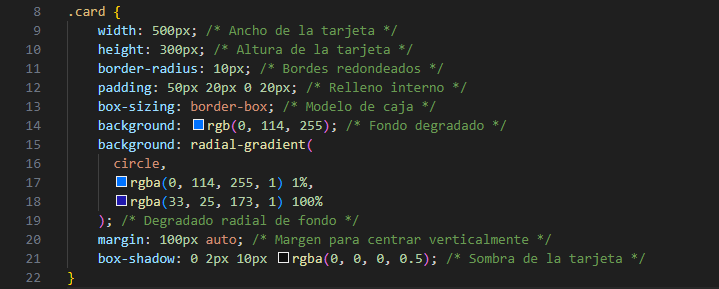 8 .card {
9 width: 500px; /* Ancho de la tarjeta */
10 height: 300px; /* Altura de la tarjeta */
11 border-radius: 10px; /* Bordes redondeados */
12 padding: 50px 20px 0 20px; /* Relleno interno */
13 box-sizing: border-box; /* Modelo de caja */
14 background: rgb(0, 114, 255); /* Fondo degradado */
15 background: radial-gradient(
16 circle,
17 rgba(0, 114, 255, 1) 1%,
18 rgba(33, 25, 173, 1) 100%
19 ); /* Degradado radial de fondo */
20 margin: 100px auto; /* Margen para centrar verticalmente */
21 box-shadow: 0 2px 10px rgba(0, 0, 0, 0.5); /* Sombra de la tarjeta */
22 }